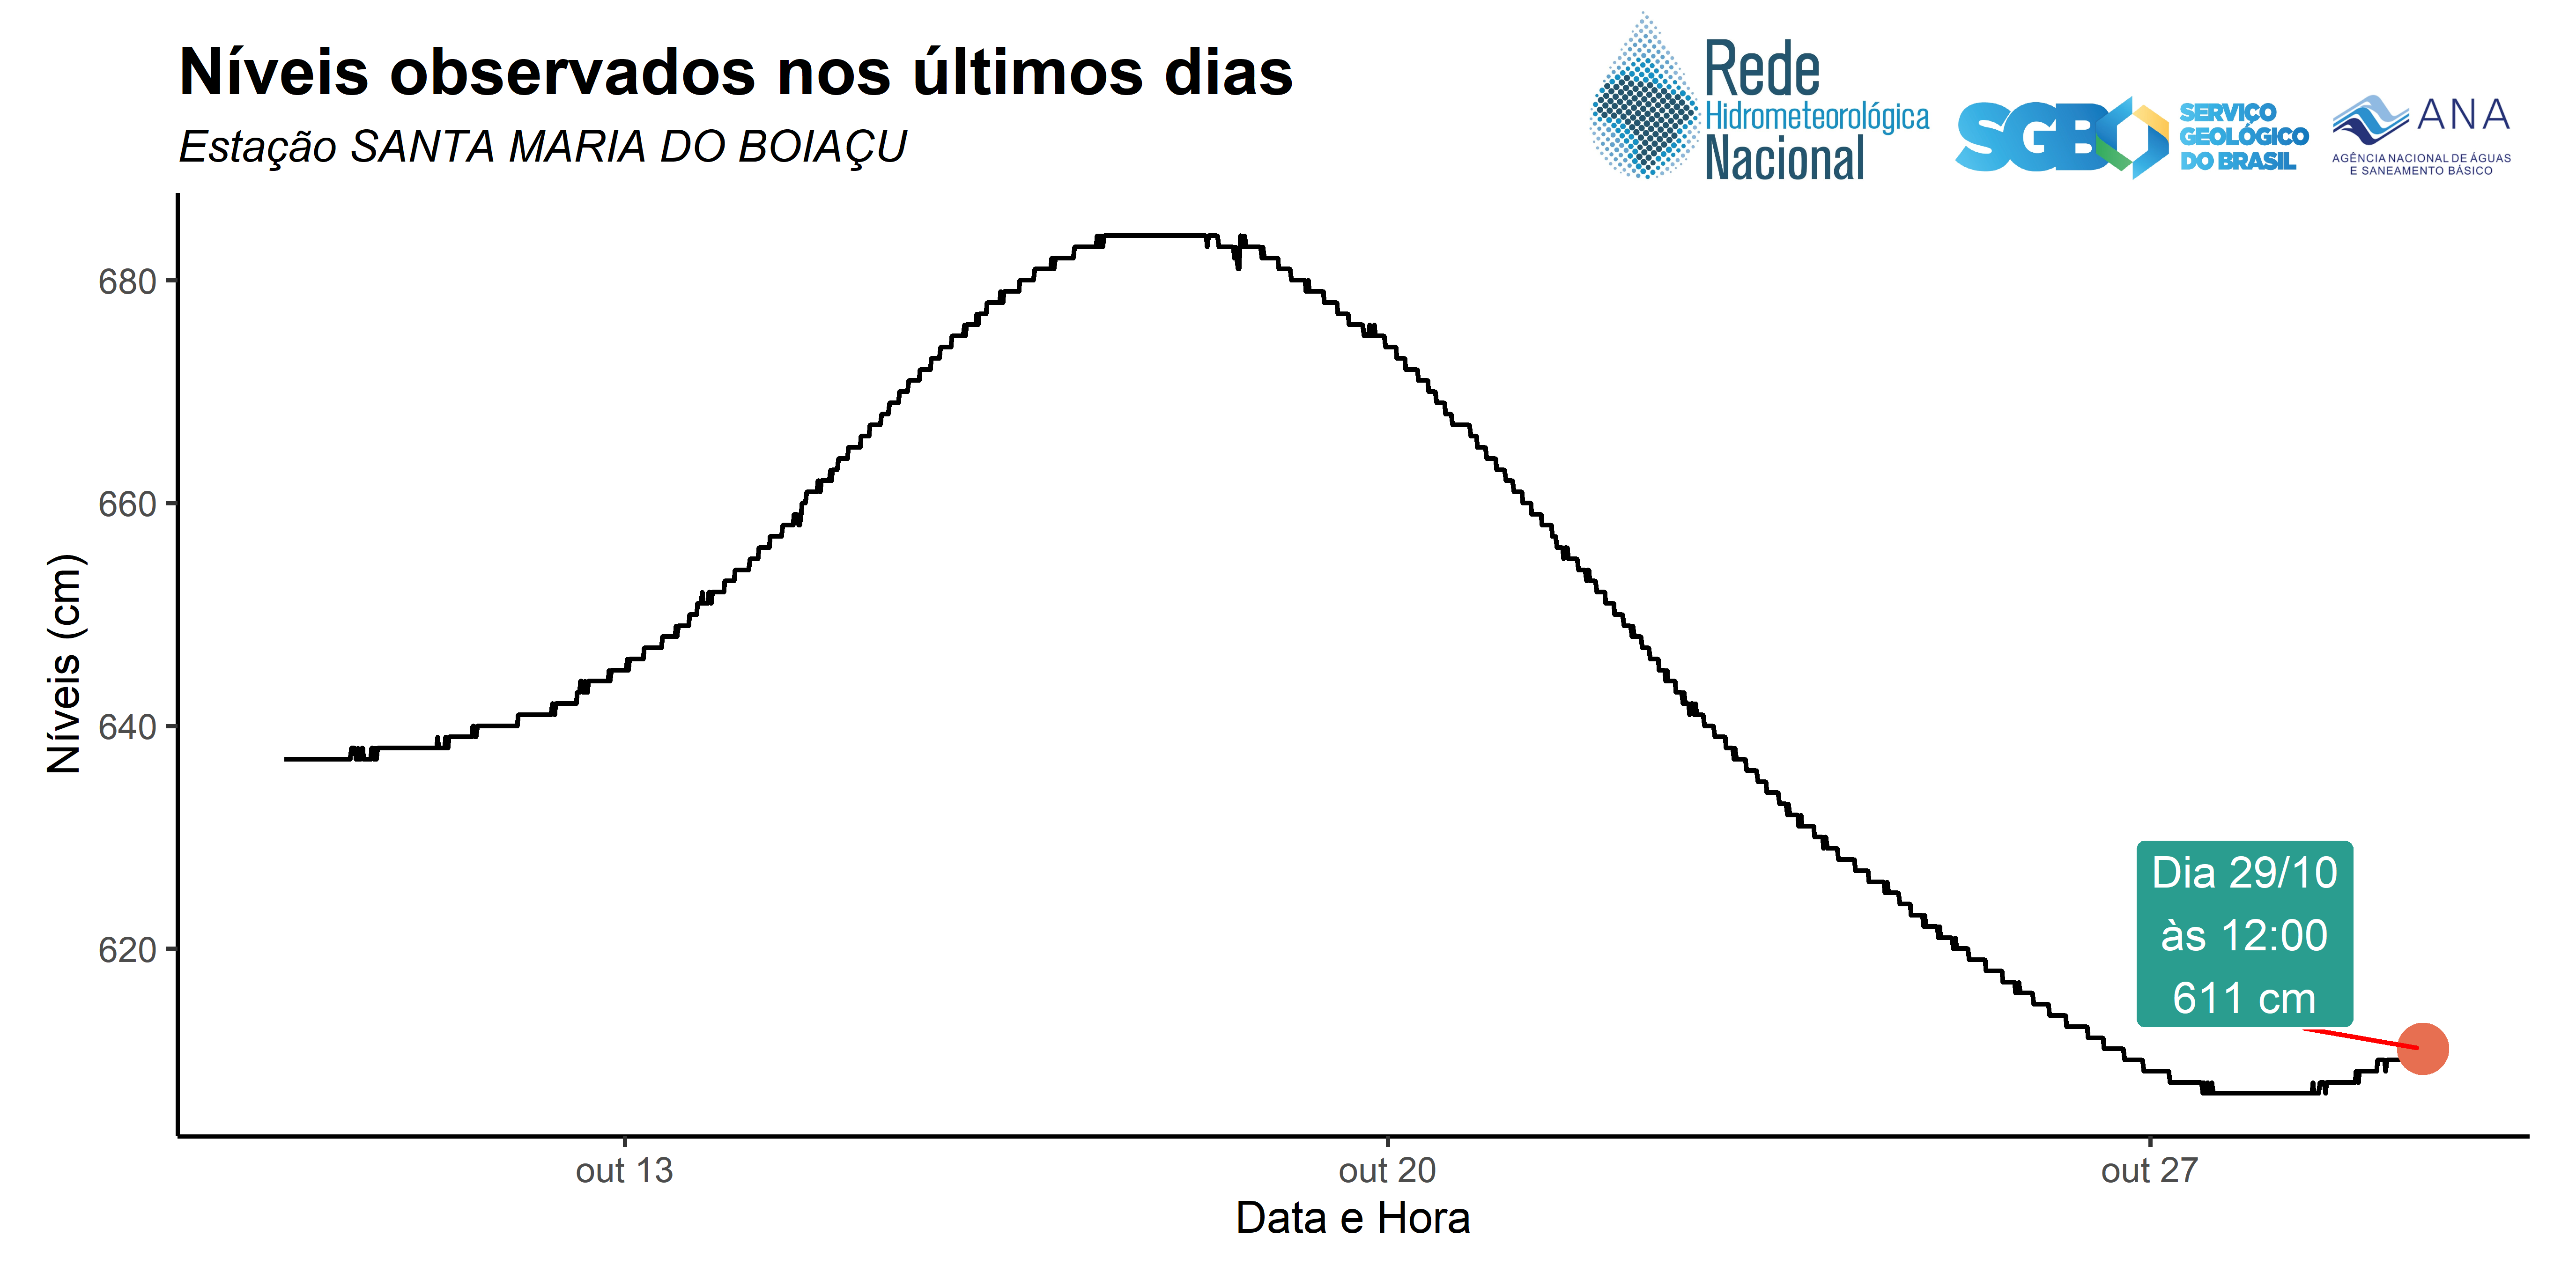 Níveis observados nos últimos dias
Estação SANTA MARIA DO BOIAÇU
Rede
Hidrometeorológica
Nacional
SGB
SERVIÇO
GEOLÓGICO
DO BRASIL
ANA
AGÊNCIA NACIONAL DE ÁGUAS
E SANEAMENTO BÁSICO
Níveis (cm)
680
660
640
620
Dia 29/10
às 12:00
611 cm
out 13
out 20
out 27
Data e Hora